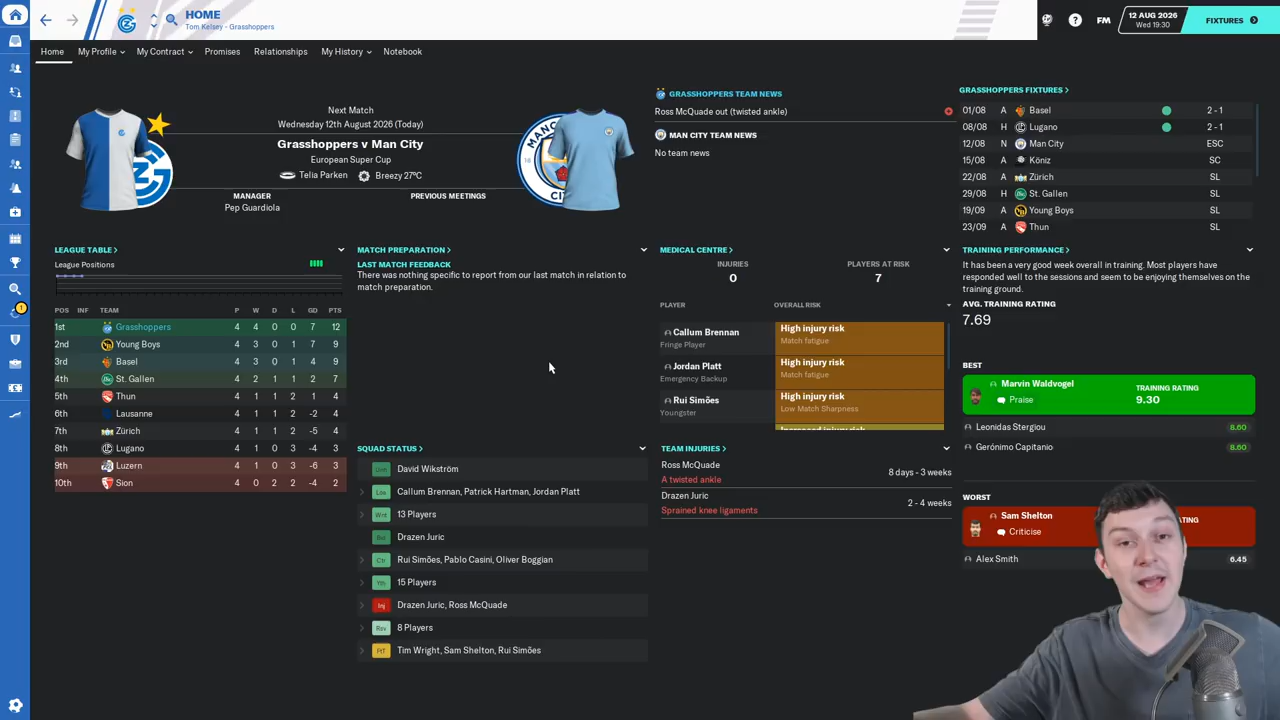 HOME
Tom Kelsey - Grasshoppers
FM
12 AUG 2026
Wed 19:30
FIXTURES
Home
My Profile
My Contract
Promises
Relationships
My History
Notebook
1
Next Match
Wednesday 12th August 2026 (Today)
Grasshoppers v Man City
European Super Cup
Telia Parken
Breezy 27°C
MANAGER
Pep Guardiola
PREVIOUS MEETINGS
GRASSHOPPERS TEAM NEWS
Ross McQuade out (twisted ankle)
MAN CITY TEAM NEWS
No team news
GRASSHOPPERS FIXTURES >
01/08 A Basel 2 - 1
08/08 H Lugano 2 - 1
12/08 N Man City ESC
15/08 A Köniz SC
22/08 A Zürich SL
29/08 H St. Gallen SL
19/09 A Young Boys SL
23/09 A Thun SL
LEAGUE TABLE >
League Positions
POS INF TEAM P W D L GD PTS
1st Grasshoppers 4 4 0 0 7 12
2nd Young Boys 4 3 0 1 7 9
3rd Basel 4 3 0 1 4 9
4th St. Gallen 4 2 1 1 2 7
5th Thun 4 1 1 2 1 4
6th Lausanne 4 1 1 2 -2 4
7th Zürich 4 1 1 2 -5 4
8th Lugano 4 1 0 3 -4 3
9th Luzern 4 1 0 3 -6 3
10th Sion 4 0 2 2 -4 2
MATCH PREPARATION >
LAST MATCH FEEDBACK
There was nothing specific to report from our last match in relation to
match preparation.
SQUAD STATUS >
David Wikström
Callum Brennan, Patrick Hartman, Jordan Platt
Wnt 13 Players
Drazen Juric
Ctr Rui Simões, Pablo Casini, Oliver Boggian
Yth 15 Players
Inj Drazen Juric, Ross McQuade
Rev 8 Players
Tim Wright, Sam Shelton, Rui Simões
MEDICAL CENTRE >
INJURIES
0
PLAYERS AT RISK
7
PLAYER OVERALL RISK
Callum Brennan
Fringe Player
High injury risk
Match fatigue
Jordan Platt
Emergency Backup
High injury risk
Match fatigue
Rui Simões
Youngster
High injury risk
Low Match Sharpness
Increased injury risk
TEAM INJURIES >
Ross McQuade
A twisted ankle
8 days - 3 weeks
Drazen Juric
Sprained knee ligaments
2 - 4 weeks
TRAINING PERFORMANCE >
It has been a very good week overall in training. Most players have
responded well to the sessions and seem to be enjoying themselves on the
training ground.
AVG. TRAINING RATING
7.69
BEST
Marvin Waldvogel
Praise
TRAINING RATING
9.30
Leonidas Stergiou 8.60
Gerónimo Capitanio 8.60
WORST
Sam Shelton
Criticise
Alex Smith 6.45